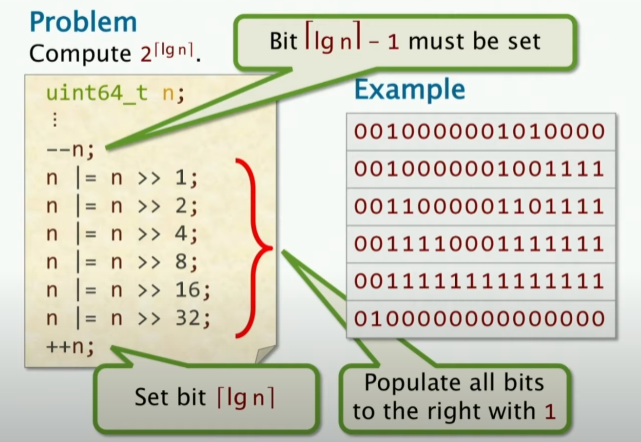 Problem
Compute 2⌈lg n⌉.
Bit ⌈lg n⌉ – 1 must be set
uint64_t n;
⋮
--n;
n |= n >> 1;
n |= n >> 2;
n |= n >> 4;
n |= n >> 8;
n |= n >> 16;
n |= n >> 32;
++n;
Set bit ⌈lg n⌉
Example
0010000001010000
0010000001001111
0011000001101111
0011110001111111
0011111111111111
0100000000000000
Populate all bits
to the right with 1